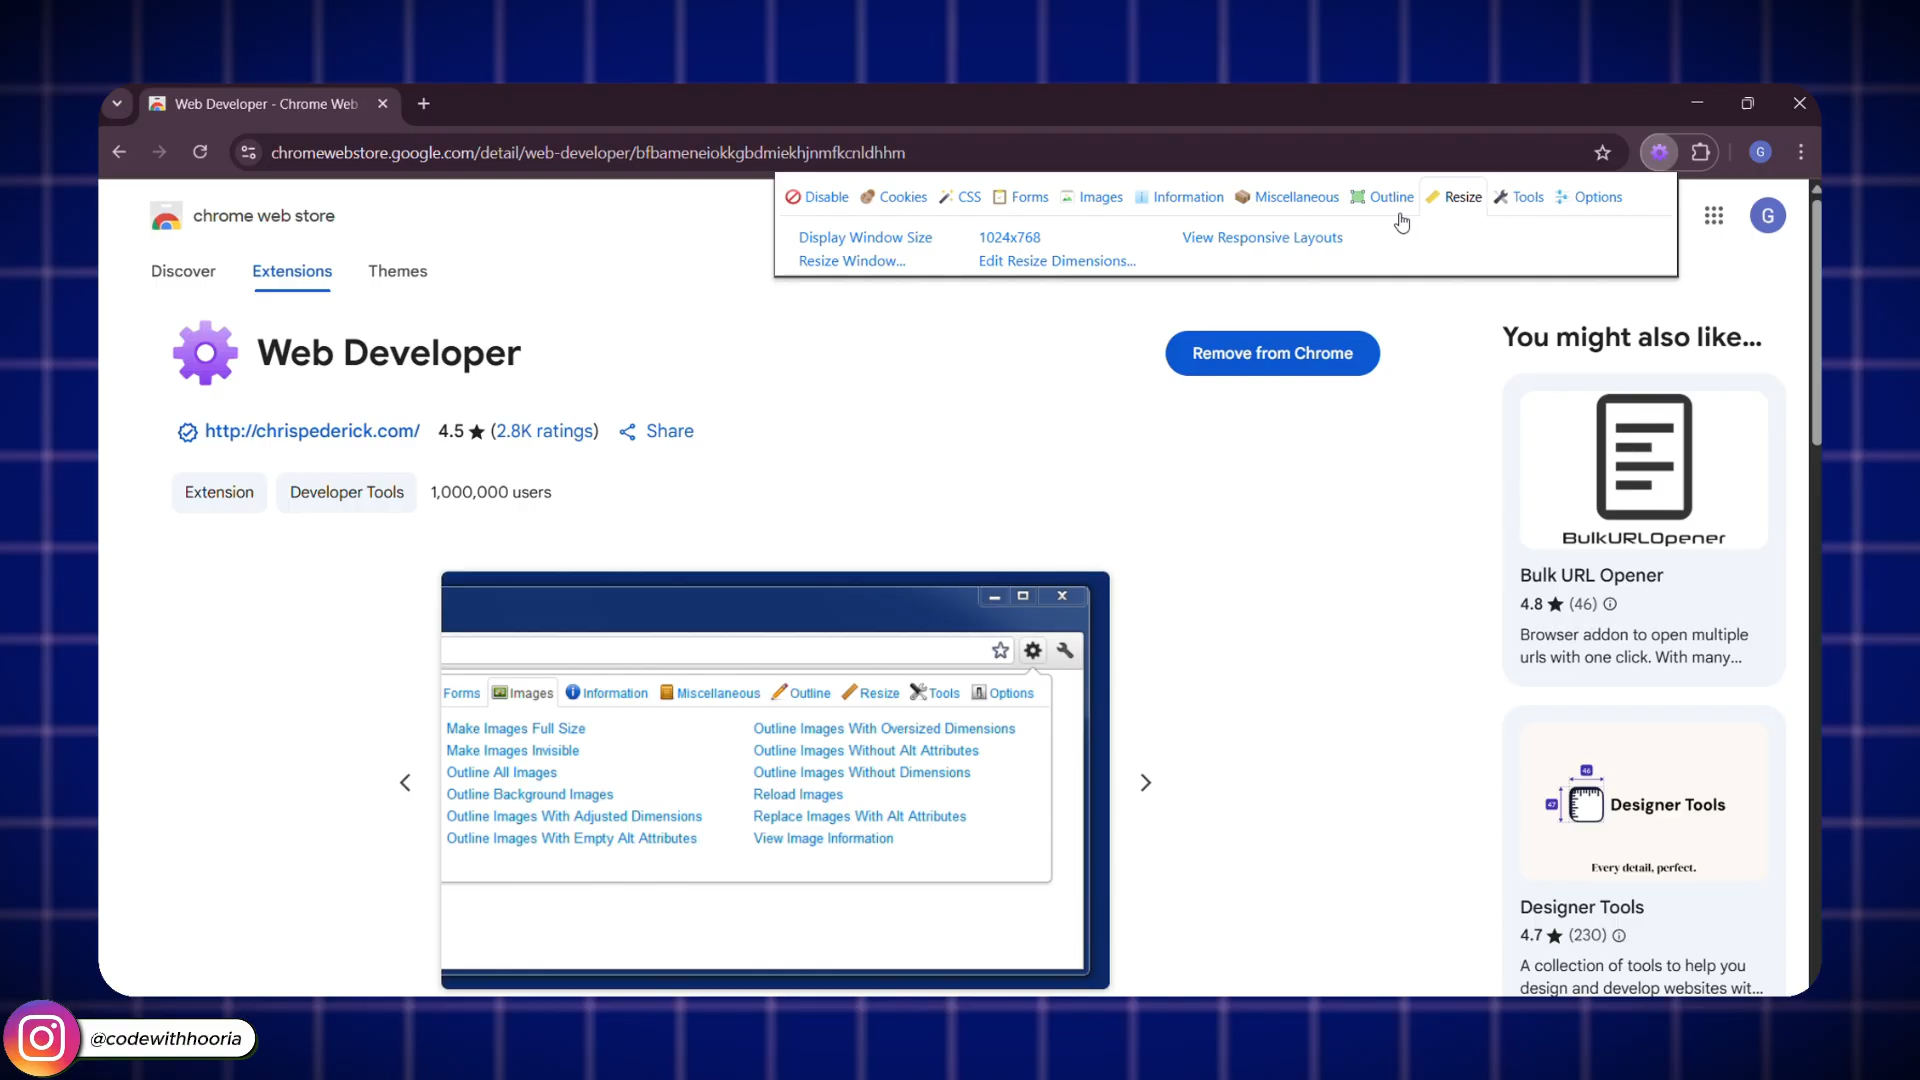 Web Developer - Chrome Web
chromewebstore.google.com/detail/web-developer/bfbameneiokkgbdmiekhjnmfkcnldhhm
G
Disable Cookies CSS Forms Images Information Miscellaneous Outline Resize Tools Options
Display Window Size 1024x768 View Responsive Layouts
Resize Window... Edit Resize Dimensions...
chrome web store
G
Discover Extensions Themes
Web Developer
Remove from Chrome
http://chrispederick.com/ 4.5 ★ (2.8K ratings) Share
Extension Developer Tools 1,000,000 users
Forms Images Information Miscellaneous Outline Resize Tools Options
Make Images Full Size Outline Images With Oversized Dimensions
Make Images Invisible Outline Images Without Alt Attributes
Outline All Images Outline Images Without Dimensions
Outline Background Images Reload Images
Outline Images With Adjusted Dimensions Replace Images With Alt Attributes
Outline Images With Empty Alt Attributes View Image Information
You might also like...
BulkURLOpener
Bulk URL Opener
4.8 ★ (46)
Browser addon to open multiple
urls with one click. With many...
46
47
Designer Tools
Every detail, perfect.
Designer Tools
4.7 ★ (230)
A collection of tools to help you
design and develop websites wit...
@codewithhooria